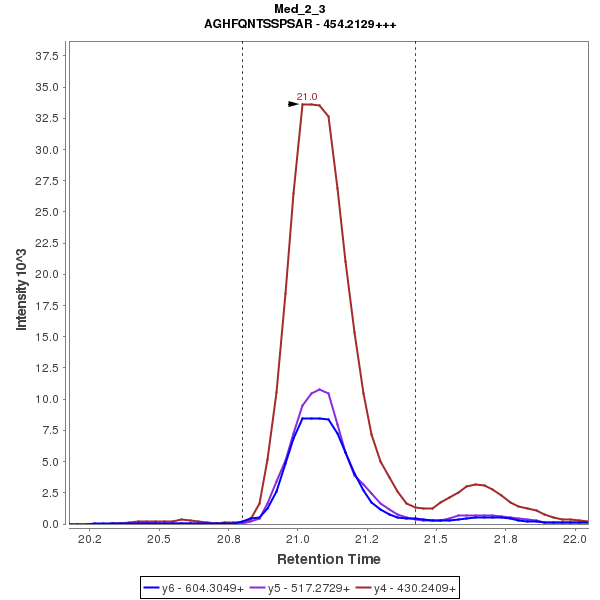 Med_2_3
AGHFQNTSSPSAR - 454.2129+++
21.0
37.5
35.0
32.5
30.0
27.5
25.0
22.5
20.0
17.5
15.0
12.5
10.0
7.5
5.0
2.5
0.0
Intensity 10^3
20.2 20.5 20.8 21.0 21.2 21.5 21.8 22.0
Retention Time
y6 - 604.3049+ y5 - 517.2729+ y4 - 430.2409+